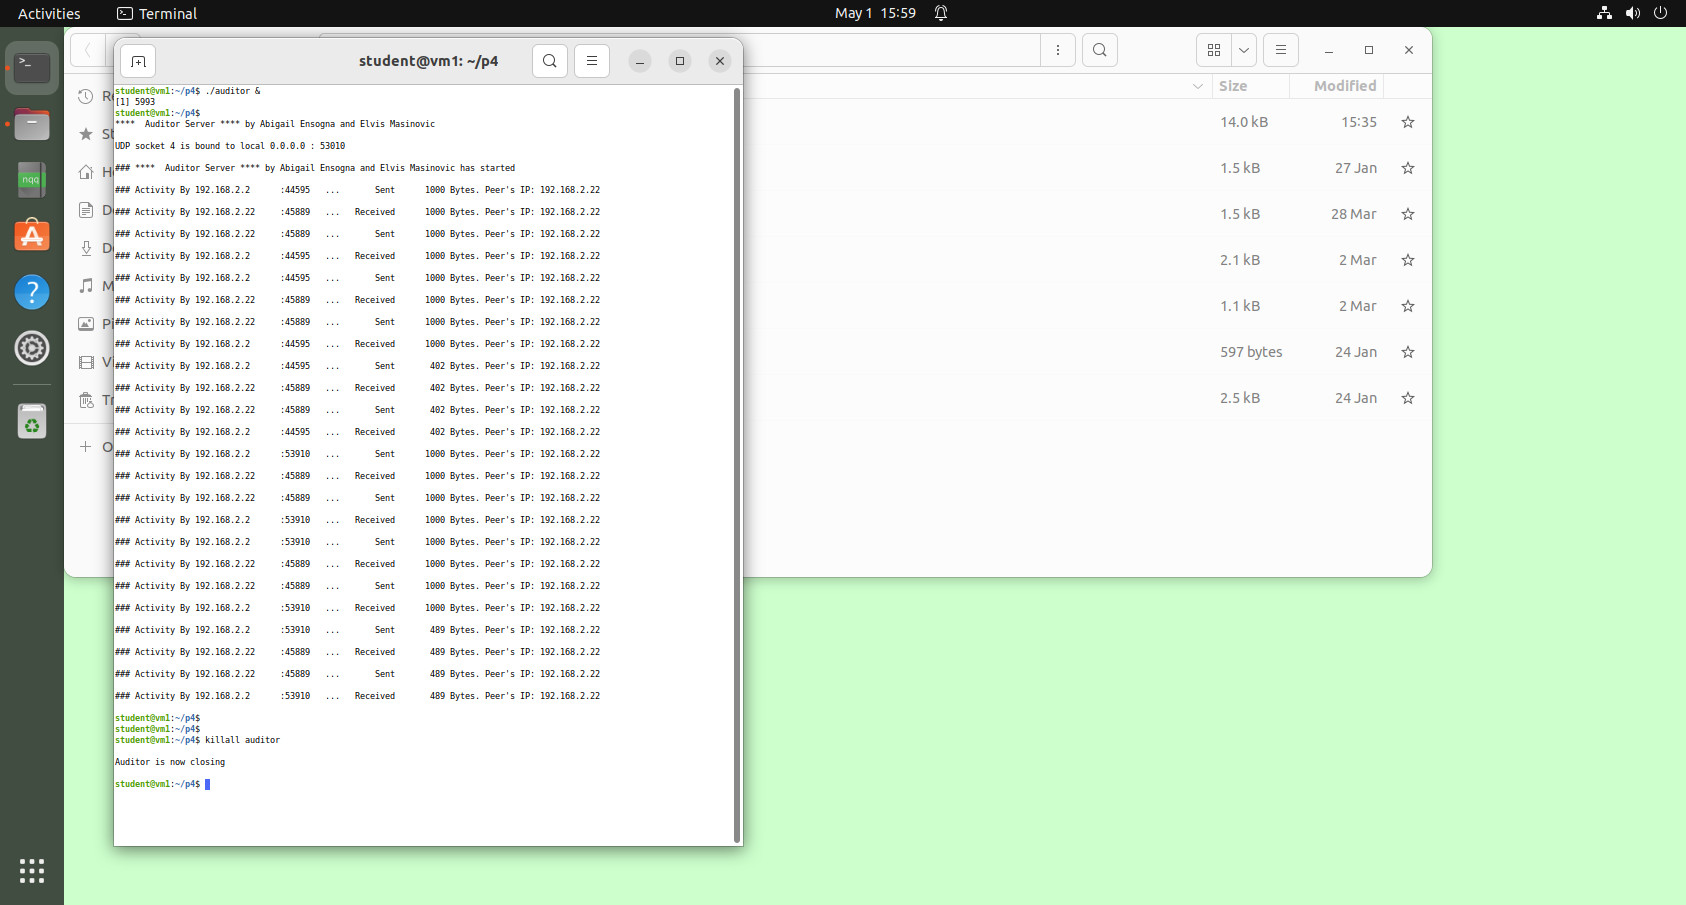 Activities
Terminal
May 1 15:59
student@vm1: ~/p4
student@vm1:~/p4$ ./auditor &
[1] 5993
student@vm1:~/p4$
**** Auditor Server **** by Abigail Ensogna and Elvis Masinovic
UDP socket 4 is bound to local 0.0.0.0 : 53010
### **** Auditor Server **** by Abigail Ensogna and Elvis Masinovic has started
### Activity By 192.168.2.2 :44595 ... Sent 1000 Bytes. Peer's IP: 192.168.2.22
### Activity By 192.168.2.22 :45889 ... Received 1000 Bytes. Peer's IP: 192.168.2.22
### Activity By 192.168.2.22 :45889 ... Sent 1000 Bytes. Peer's IP: 192.168.2.22
### Activity By 192.168.2.2 :44595 ... Received 1000 Bytes. Peer's IP: 192.168.2.22
### Activity By 192.168.2.2 :44595 ... Sent 1000 Bytes. Peer's IP: 192.168.2.22
### Activity By 192.168.2.22 :45889 ... Received 1000 Bytes. Peer's IP: 192.168.2.22
### Activity By 192.168.2.22 :45889 ... Sent 1000 Bytes. Peer's IP: 192.168.2.22
### Activity By 192.168.2.2 :44595 ... Received 1000 Bytes. Peer's IP: 192.168.2.22
### Activity By 192.168.2.2 :44595 ... Sent 402 Bytes. Peer's IP: 192.168.2.22
### Activity By 192.168.2.22 :45889 ... Received 402 Bytes. Peer's IP: 192.168.2.22
### Activity By 192.168.2.22 :45889 ... Sent 402 Bytes. Peer's IP: 192.168.2.22
### Activity By 192.168.2.2 :44595 ... Received 402 Bytes. Peer's IP: 192.168.2.22
### Activity By 192.168.2.2 :53910 ... Sent 1000 Bytes. Peer's IP: 192.168.2.22
### Activity By 192.168.2.22 :45889 ... Received 1000 Bytes. Peer's IP: 192.168.2.22
### Activity By 192.168.2.22 :45889 ... Sent 1000 Bytes. Peer's IP: 192.168.2.22
### Activity By 192.168.2.2 :53910 ... Received 1000 Bytes. Peer's IP: 192.168.2.22
### Activity By 192.168.2.2 :53910 ... Sent 1000 Bytes. Peer's IP: 192.168.2.22
### Activity By 192.168.2.22 :45889 ... Received 1000 Bytes. Peer's IP: 192.168.2.22
### Activity By 192.168.2.22 :45889 ... Sent 1000 Bytes. Peer's IP: 192.168.2.22
### Activity By 192.168.2.2 :53910 ... Received 1000 Bytes. Peer's IP: 192.168.2.22
### Activity By 192.168.2.2 :53910 ... Sent 489 Bytes. Peer's IP: 192.168.2.22
### Activity By 192.168.2.22 :45889 ... Received 489 Bytes. Peer's IP: 192.168.2.22
### Activity By 192.168.2.22 :45889 ... Sent 489 Bytes. Peer's IP: 192.168.2.22
### Activity By 192.168.2.2 :53910 ... Received 489 Bytes. Peer's IP: 192.168.2.22
student@vm1:~/p4$
student@vm1:~/p4$
student@vm1:~/p4$ killall auditor
Auditor is now closing
student@vm1:~/p4$
Size Modified
14.0 kB 15:35
1.5 kB 27 Jan
1.5 kB 28 Mar
2.1 kB 2 Mar
1.1 kB 2 Mar
597 bytes 24 Jan
2.5 kB 24 Jan
nqq